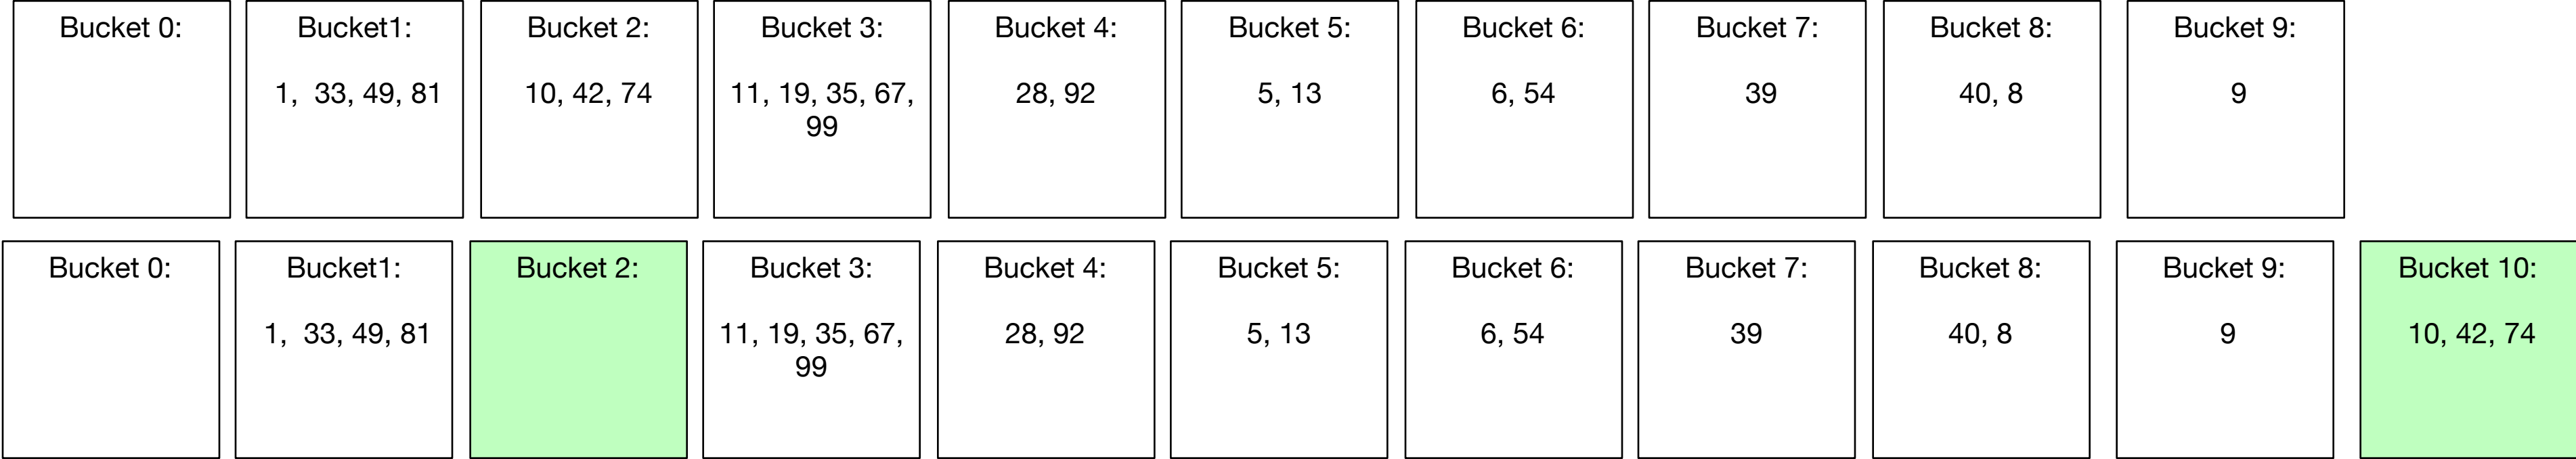 Bucket 0:
Bucket1:
1,  33, 49, 81
Bucket 2:
10, 42, 74
Bucket 3:
11, 19, 35, 67,
99
Bucket 4:
28, 92
Bucket 5:
5, 13
Bucket 6:
6, 54
Bucket 7:
39
Bucket 8:
40, 8
Bucket 9:
9
Bucket 0:
Bucket1:
1,  33, 49, 81
Bucket 2:
Bucket 3:
11, 19, 35, 67,
99
Bucket 4:
28, 92
Bucket 5:
5, 13
Bucket 6:
6, 54
Bucket 7:
39
Bucket 8:
40, 8
Bucket 9:
9
Bucket 10:
10, 42, 74